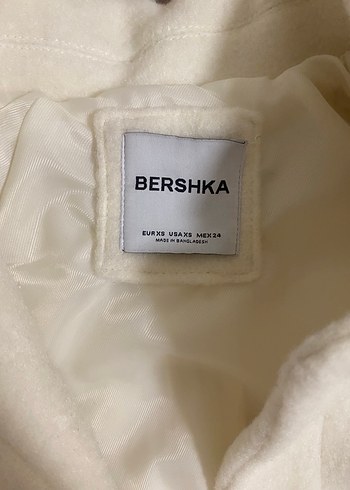 BERSHKA
EUR XS USA XS MEX 24
MADE IN BANGLADESH